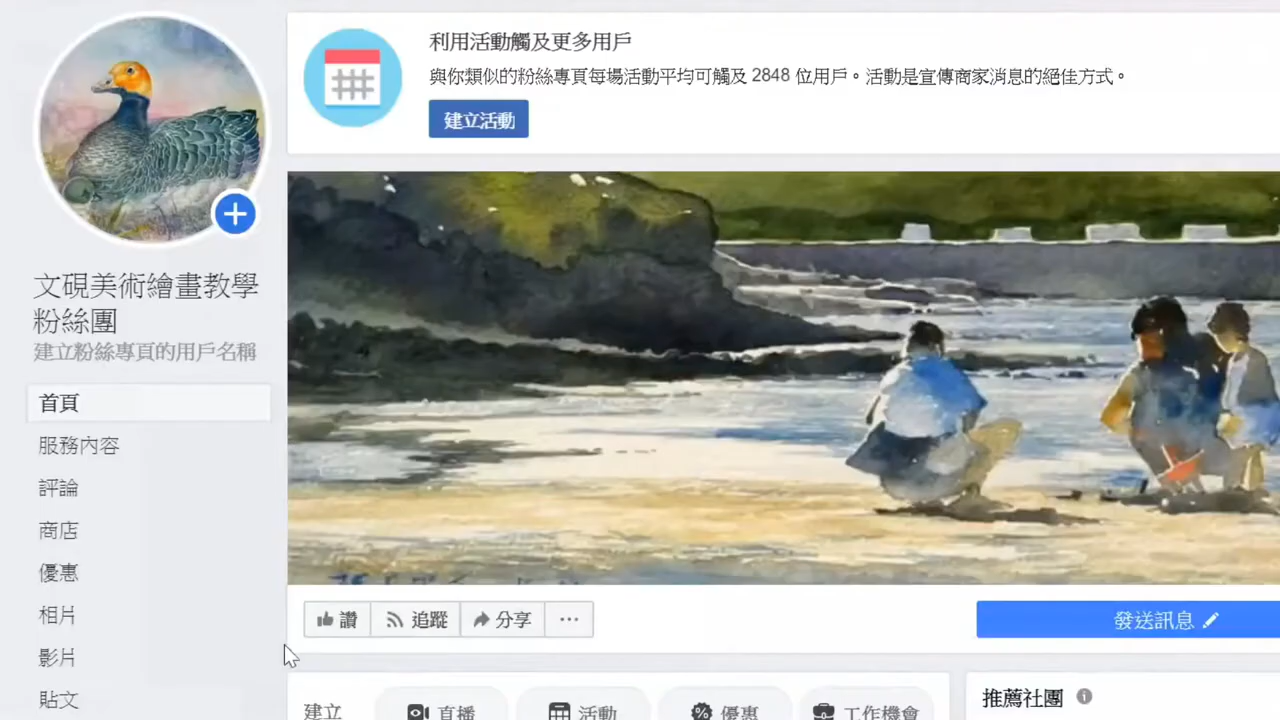 利用活動觸及更多用戶
與你類似的粉絲專頁每場活動平均可觸及 2848 位用戶。活動是宣傳商家消息的絕佳方式。
建立活動
文硯美術繪畫教學
粉絲團
建立粉絲專頁的用戶名稱
首頁
服務內容
評論
商店
優惠
相片
影片
貼文
讚
追蹤
分享
發送訊息
建立
直播
活動
優惠
工作機會
推薦社團